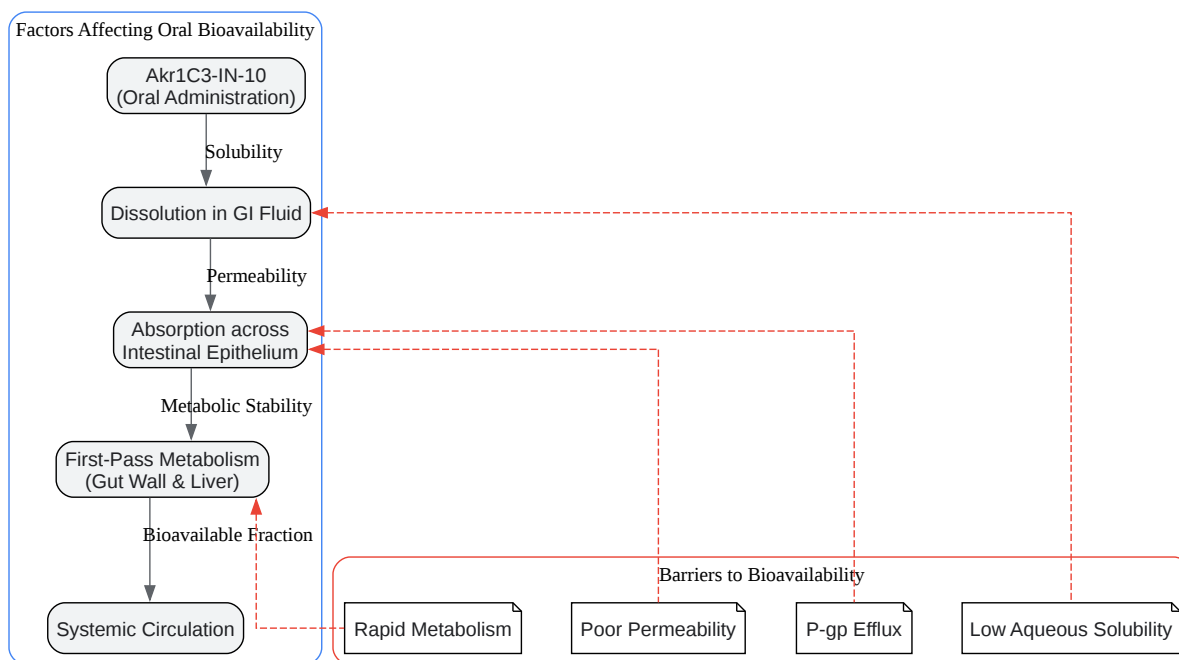 Factors Affecting Oral Bioavailability
Akr1C3-IN-10
(Oral Administration)
Solubility
Dissolution in GI Fluid
Permeability
Absorption across
Intestinal Epithelium
Metabolic Stability
First-Pass Metabolism
(Gut Wall & Liver)
Bioavailable Fraction
Systemic Circulation
Barriers to Bioavailability
Rapid Metabolism
Poor Permeability
P-gp Efflux
Low Aqueous Solubility